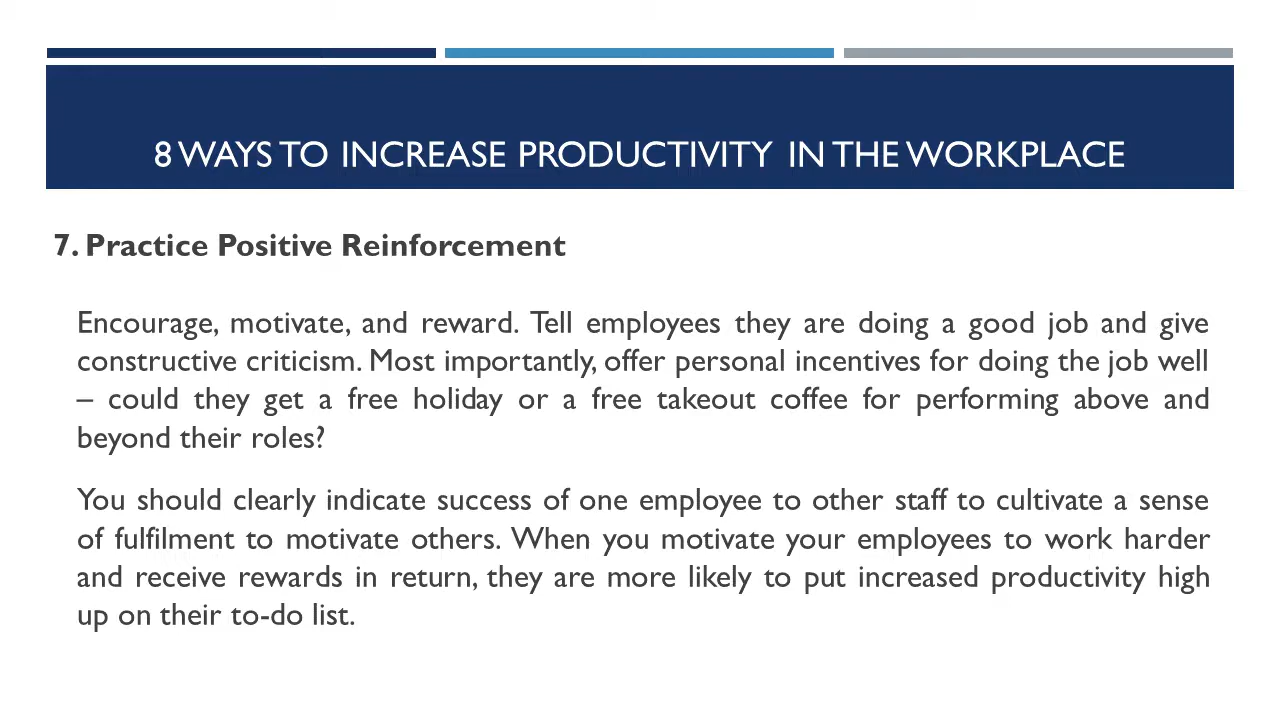 8 WAYS TO INCREASE PRODUCTIVITY IN THE WORKPLACE
7. Practice Positive Reinforcement
Encourage, motivate, and reward. Tell employees they are doing a good job and give
constructive criticism. Most importantly, offer personal incentives for doing the job well
– could they get a free holiday or a free takeout coffee for performing above and
beyond their roles?
You should clearly indicate success of one employee to other staff to cultivate a sense
of fulfilment to motivate others. When you motivate your employees to work harder
and receive rewards in return, they are more likely to put increased productivity high
up on their to-do list.